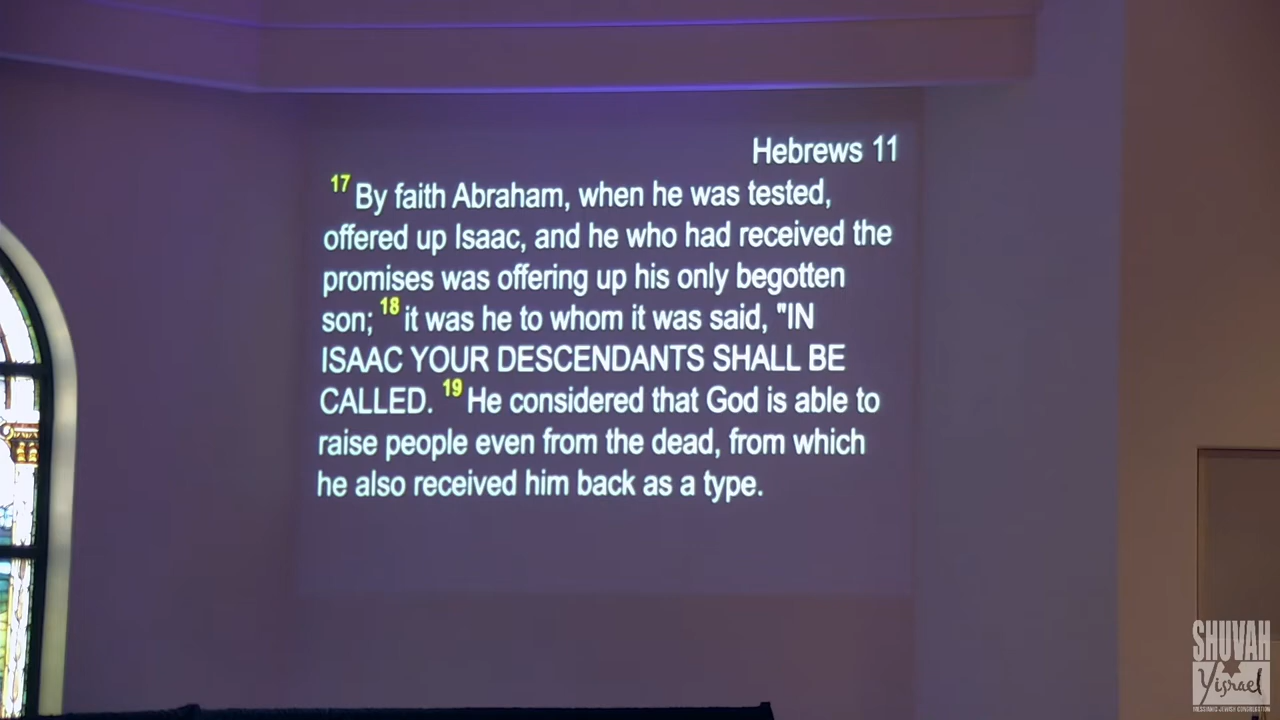 Hebrews 11
17 By faith Abraham, when he was tested,
offered up Isaac, and he who had received the
promises was offering up his only begotten
son; 18 it was he to whom it was said, "IN
ISAAC YOUR DESCENDANTS SHALL BE
CALLED. 19 He considered that God is able to
raise people even from the dead, from which
he also received him back as a type.
SHUVAH
Yisrael
MESSIANIC JEWISH CONGREGATION